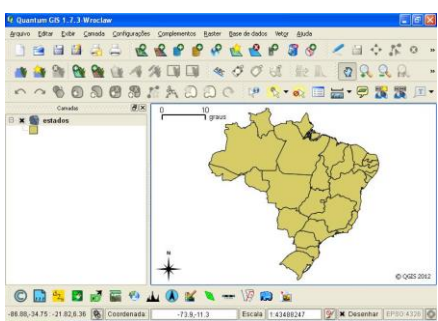 Quantum GIS 1.7.3-Wroclaw
Arquivo Editar Exibir Camada Configurações Complementos Raster Base de dados Vetor Ajuda
Camadas
estados
0 10
graus
N
© QGIS 2012
-86.88,-34.75 : -21.82,6.36 Coordenada: -73.9,-11.3 Escala 1:43488247 Desenhar EPSG:4326